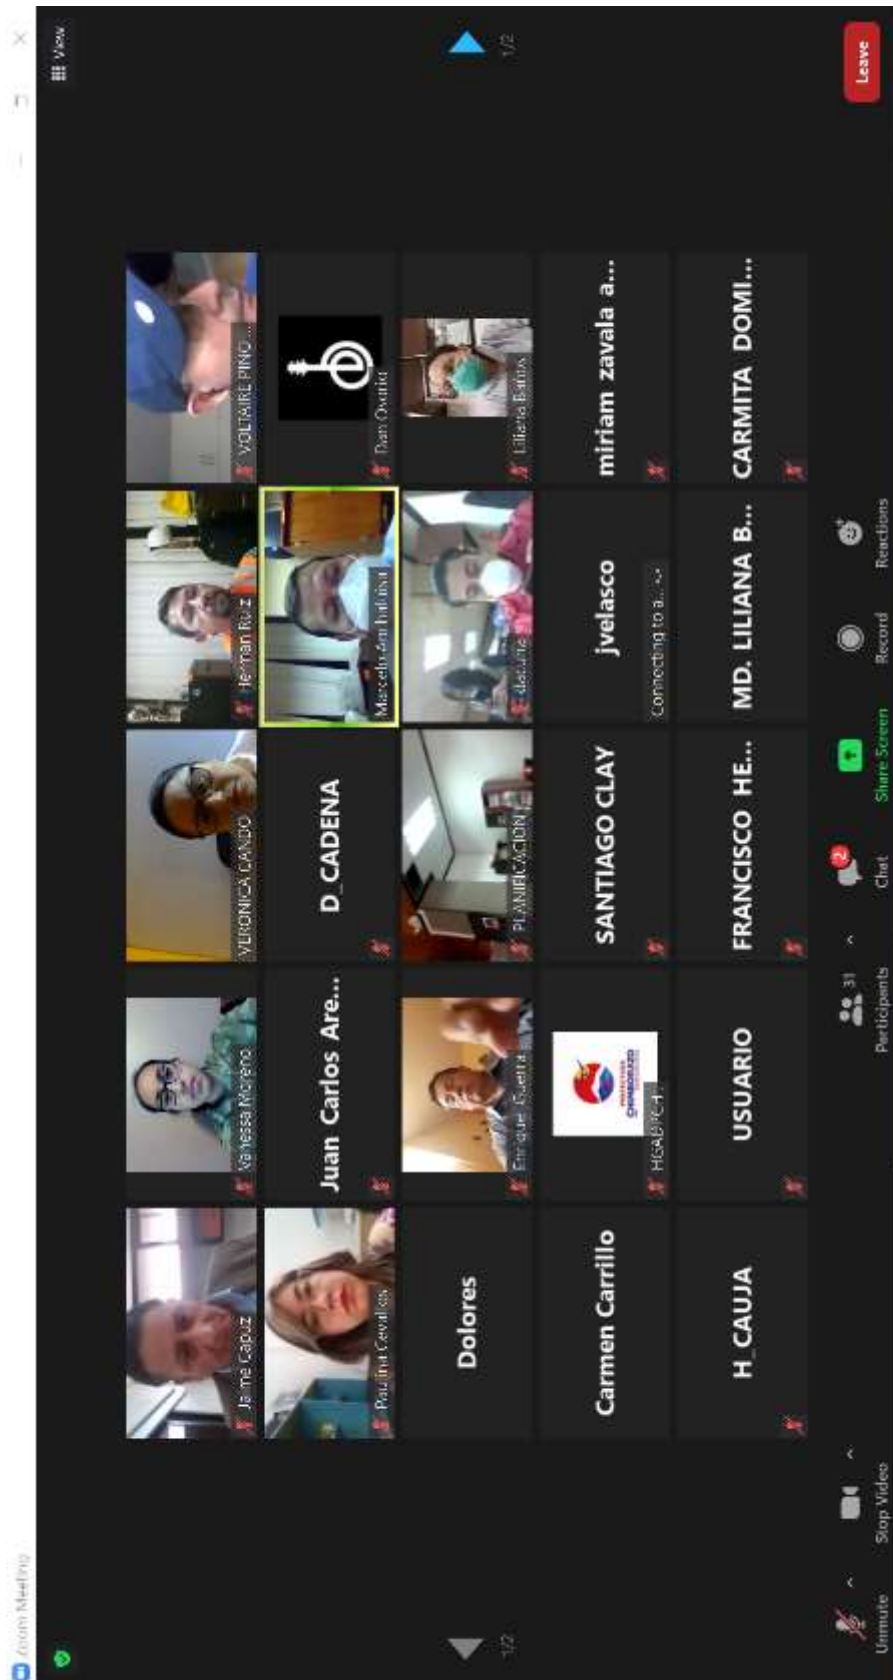 Zoom Meeting
View
Jaime Capuz
Vanessa Moreno
VERONICA CANDO
Herman Ruiz
VOLTAIRE PINO...
Paulina Cevallos
Juan Carlos Are...
D_CADENA
Marcelo
Dan Osorio
Dolores
Enrique Guerra
PLANIFICACION
Liliana Barros
1/2
1/2
Carmen Carrillo
PREFECTURA
CHIMBORAZO
SANTIAGO CLAY
jvelasco
Connecting to a...
miriam zavala a...
H_CAUJA
USUARIO
FRANCISCO HE...
MD. LILIANA B...
CARMITA DOMI...
Unmute
Stop Video
31
Participants
2
Chat
Share Screen
Record
Reactions
Leave